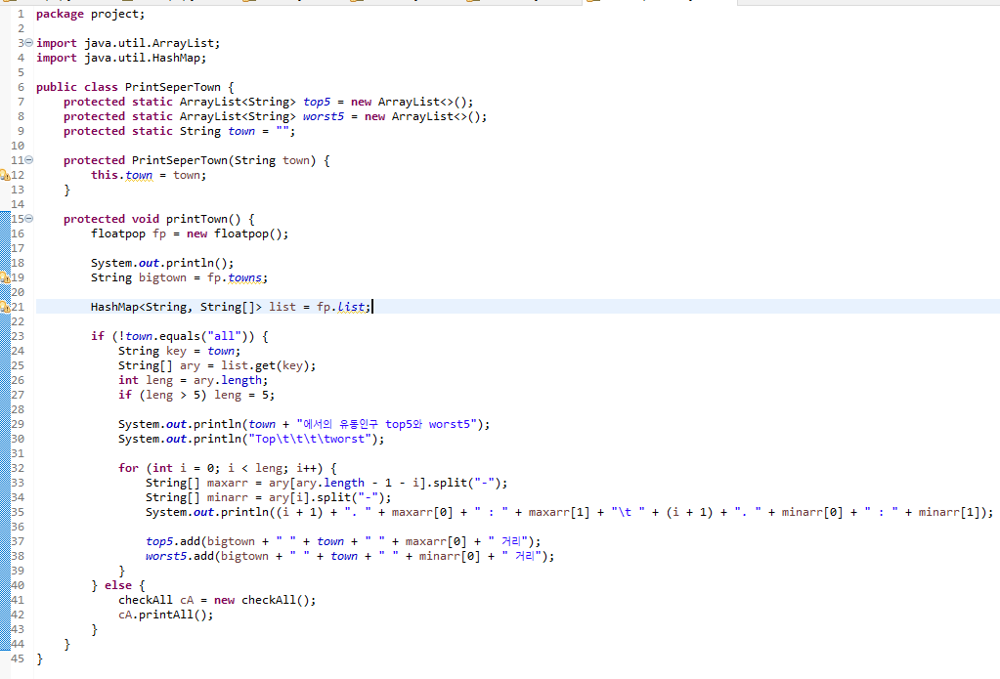 1 package project;
2
3 import java.util.ArrayList;
4 import java.util.HashMap;
5
6 public class PrintSeperTown {
7     protected static ArrayList<String> top5 = new ArrayList<>();
8     protected static ArrayList<String> worst5 = new ArrayList<>();
9     protected static String town = "";
10
11     protected PrintSeperTown(String town) {
12         this.town = town;
13     }
14
15     protected void printTown() {
16         floatpop fp = new floatpop();
17
18         System.out.println();
19         String bigtown = fp.towns;
20
21         HashMap<String, String[]> list = fp.list;
22
23         if (!town.equals("all")) {
24             String key = town;
25             String[] ary = list.get(key);
26             int leng = ary.length;
27             if (leng > 5) leng = 5;
28
29             System.out.println(town + "에서의 유동인구 top5와 worst5");
30             System.out.println("Top\t\t\t\tworst");
31
32             for (int i = 0; i < leng; i++) {
33                 String[] maxarr = ary[ary.length - 1 - i].split("-");
34                 String[] minarr = ary[i].split("-");
35                 System.out.println((i + 1) + ". " + maxarr[0] + " : " + maxarr[1] + "\t " + (i + 1) + ". " + minarr[0] + " : " + minarr[1]);
36
37                 top5.add(bigtown + " " + town + " " + maxarr[0] + " 거리");
38                 worst5.add(bigtown + " " + town + " " + minarr[0] + " 거리");
39             }
40         } else {
41             checkAll cA = new checkAll();
42             cA.printAll();
43         }
44     }
45 }